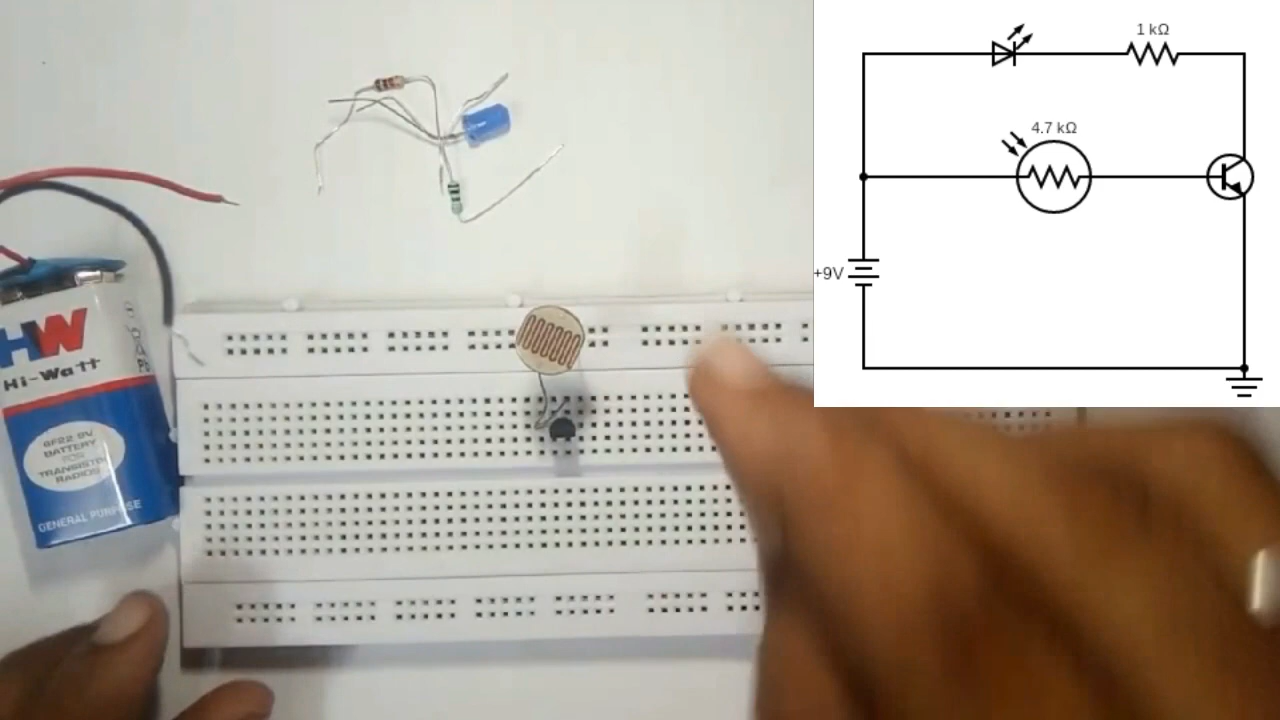 1 kΩ
4.7 kΩ
+9V
HW
Hi-Watt
6F22 9V
BATTERY
FOR
TRANSISTOR
RADIOS
GENERAL PURPOSE